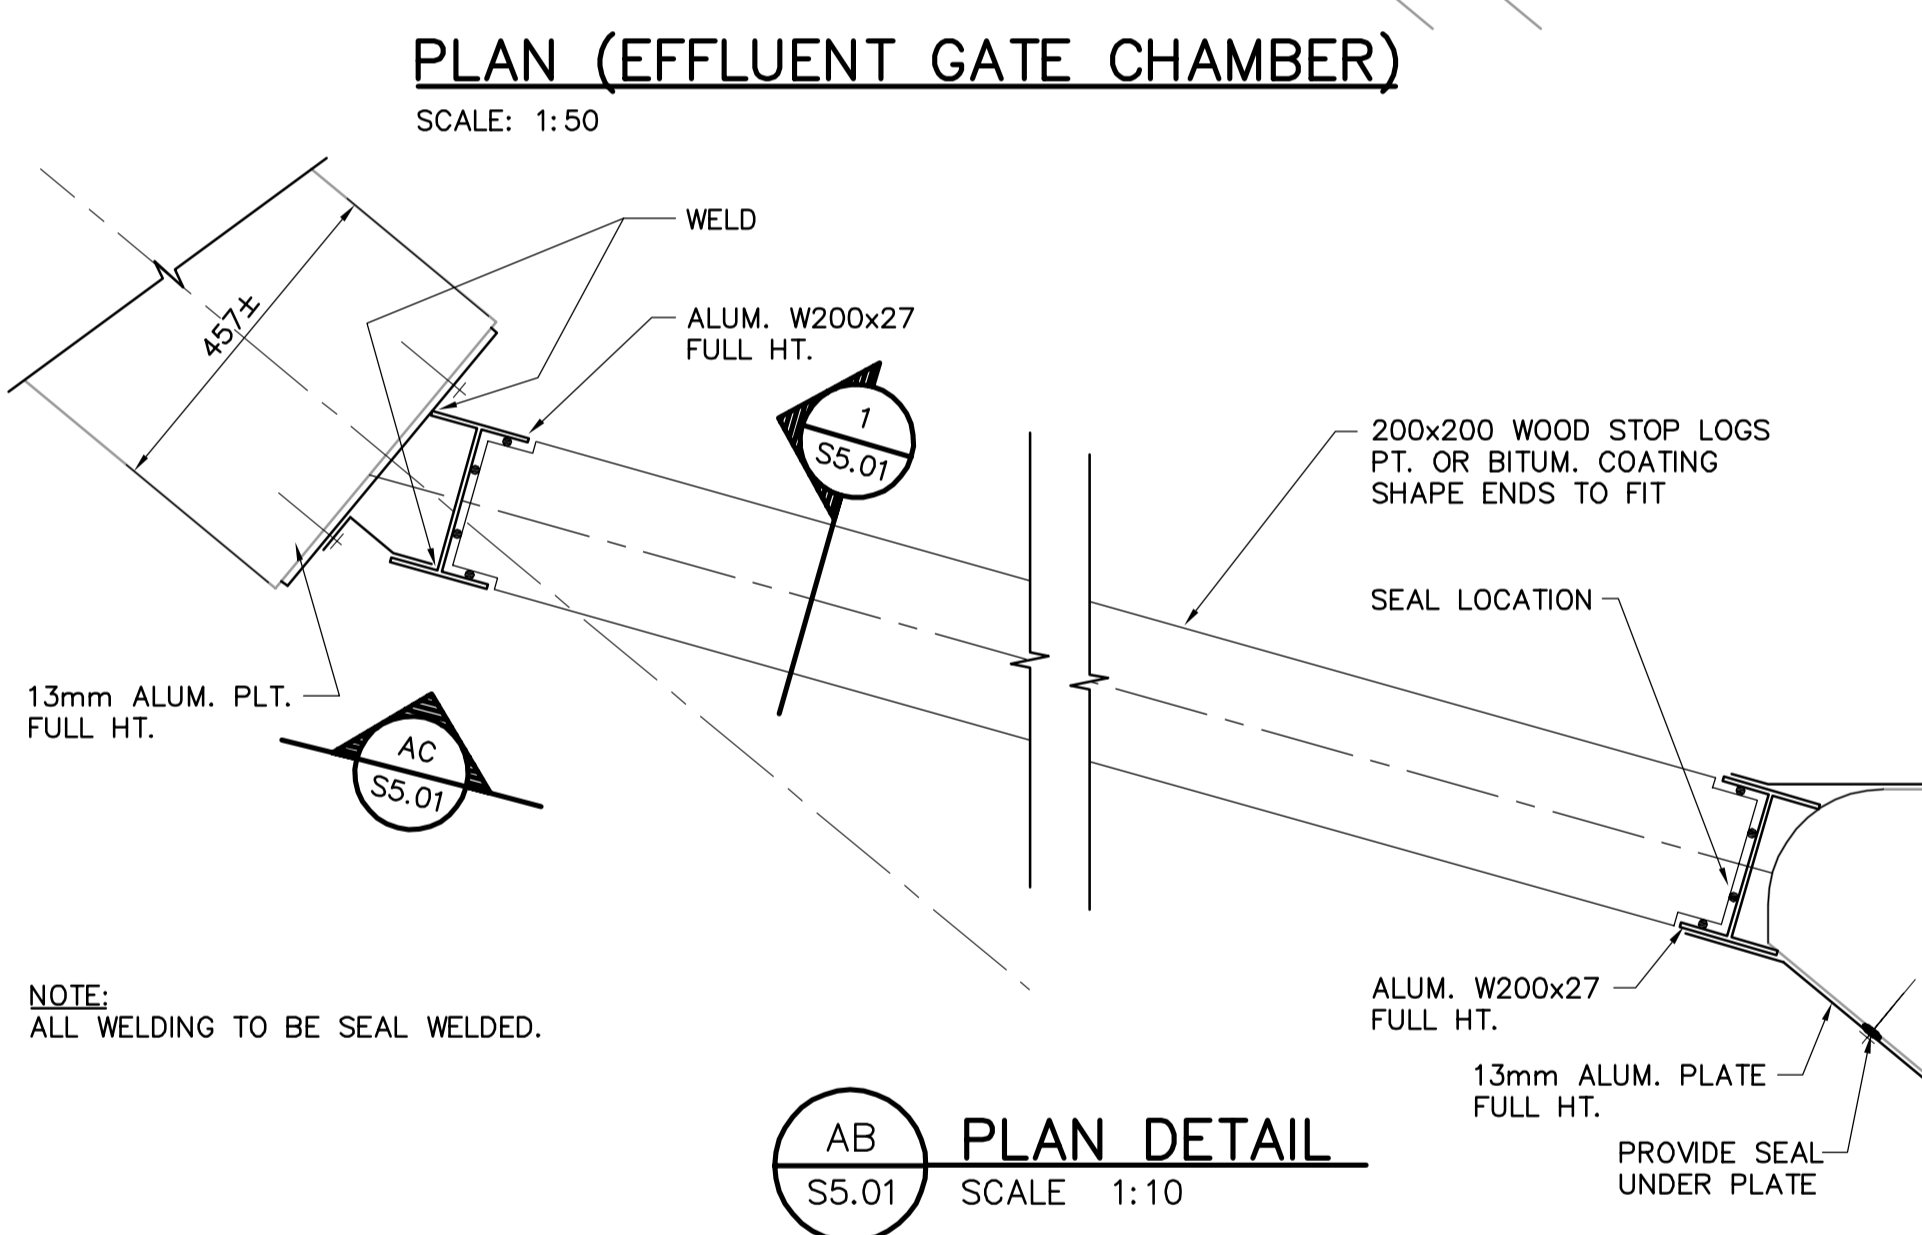 PLAN (EFFLUENT GATE CHAMBER)
SCALE: 1:50
WELD
457±
ALUM. W200x27
FULL HT.
1
S5.01
200x200 WOOD STOP LOGS
PT. OR BITUM. COATING
SHAPE ENDS TO FIT
SEAL LOCATION
13mm ALUM. PLT.
FULL HT.
AC
S5.01
ALUM. W200x27
FULL HT.
NOTE:
ALL WELDING TO BE SEAL WELDED.
13mm ALUM. PLATE
FULL HT.
PROVIDE SEAL
UNDER PLATE
AB
S5.01
PLAN DETAIL
SCALE 1:10